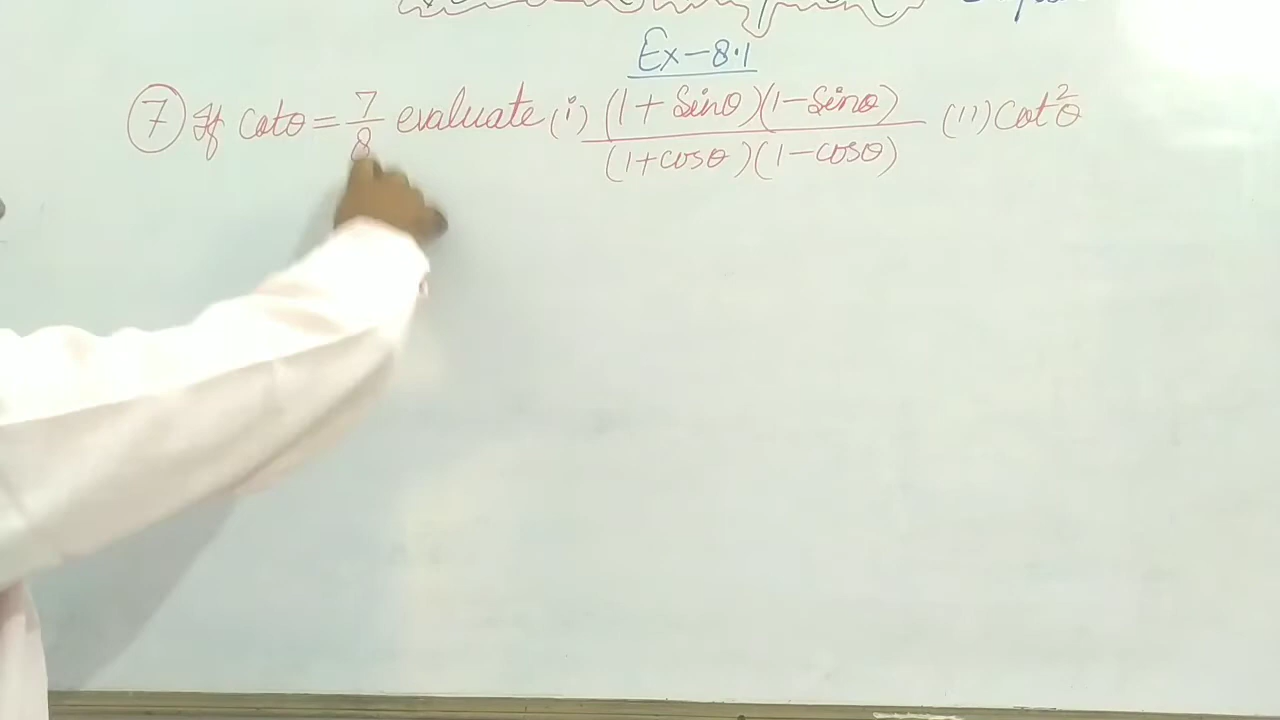 Ex-8.1
7 If cotθ = 7/8 evaluate (i) (1+Sinθ)(1-Sinθ)/(1+cosθ)(1-cosθ) (ii) Cot²θ